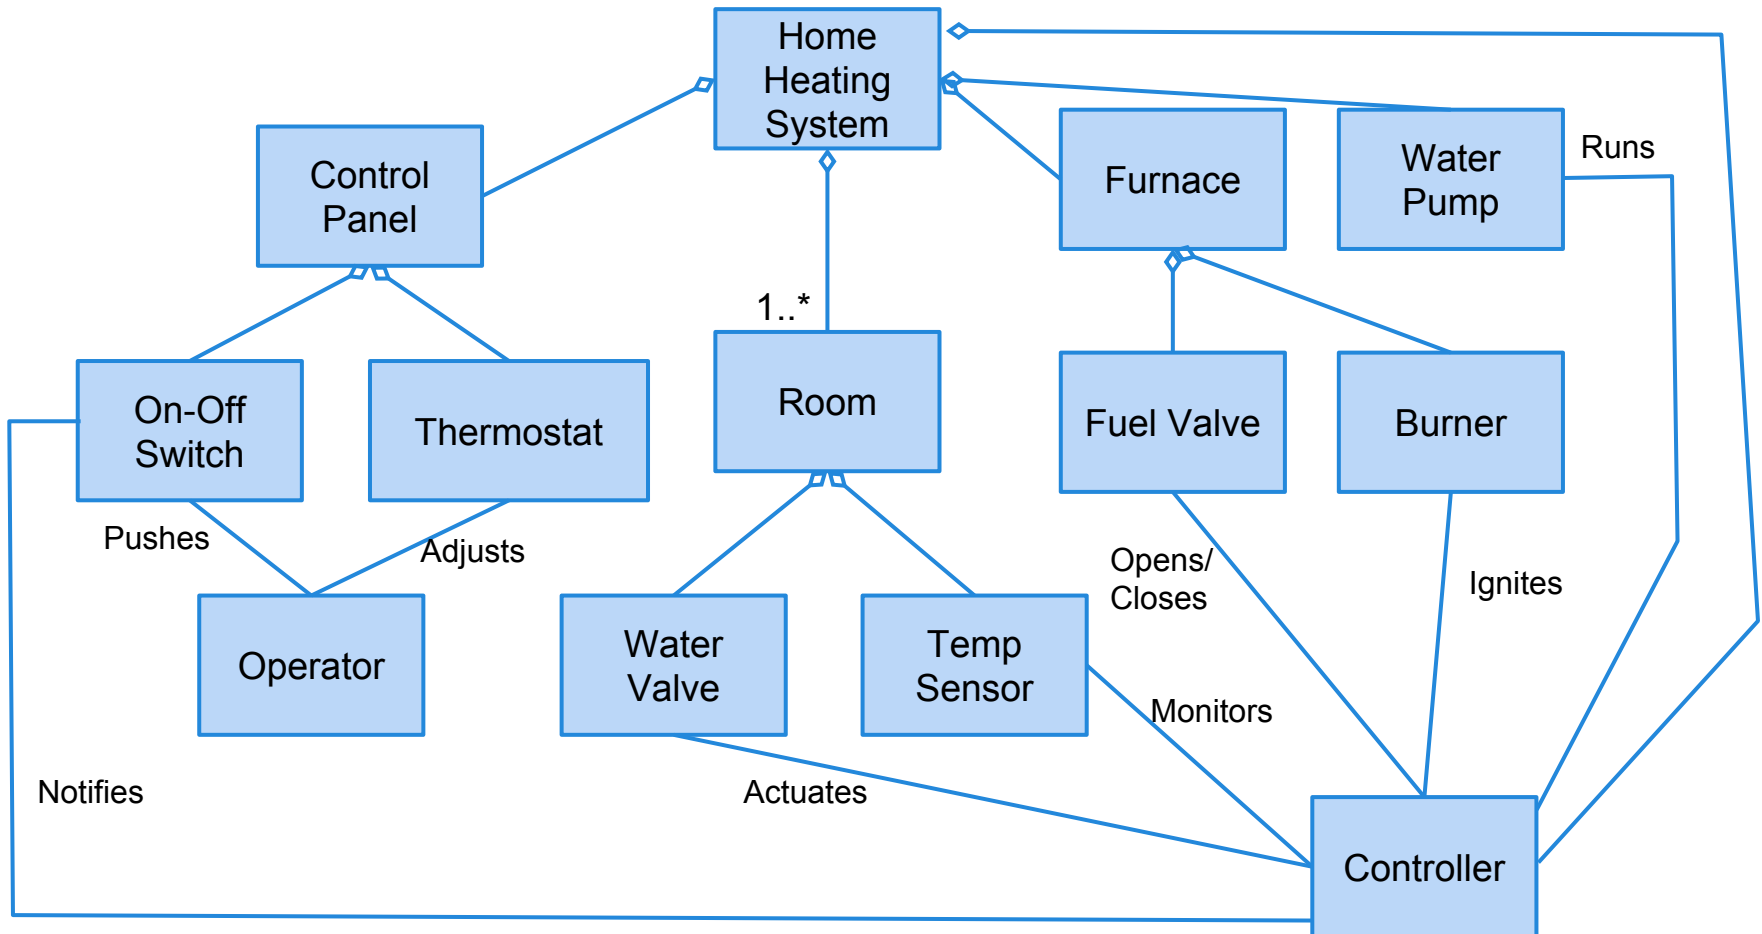 Home
Heating
System
Control
Panel
Furnace
Water
Pump
Runs
1..*
On-Off
Switch
Thermostat
Room
Fuel Valve
Burner
Pushes
Adjusts
Opens/
Closes
Ignites
Operator
Water
Valve
Temp
Sensor
Monitors
Notifies
Actuates
Controller